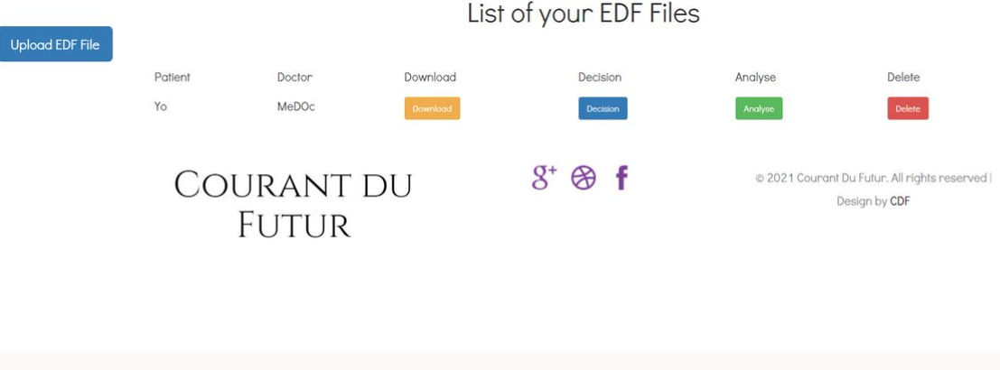 List of your EDF Files
Upload EDF File
Patient Doctor Download Decision Analyse Delete
Yo MeDOc Download Decision Analyse Delete
COURANT DU
FUTUR
g+ f
© 2021 Courant Du Futur. All rights reserved |
Design by CDF